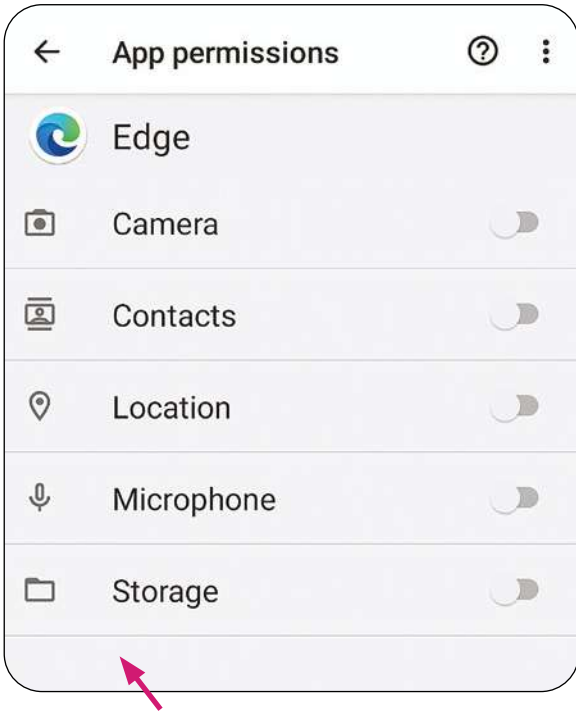 App permissions
Edge
Camera
Contacts
Location
Microphone
Storage